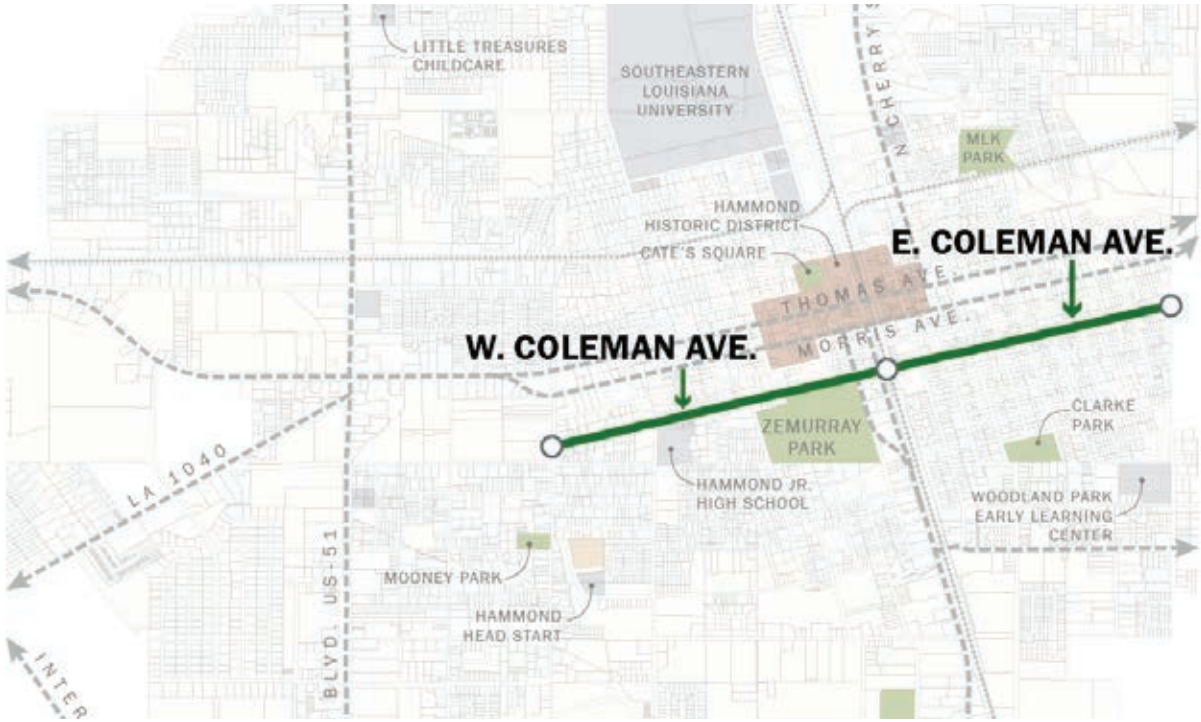 LITTLE TREASURES
CHILDCARE
SOUTHEASTERN
LOUISIANA
UNIVERSITY
N CHERRY S
MLK
PARK
HAMMOND
HISTORIC DISTRICT
CATE'S SQUARE
E. COLEMAN AVE.
THOMAS AVE.
MORRIS AVE.
W. COLEMAN AVE.
ZEMURRAY
PARK
CLARKE
PARK
LA 1040
HAMMOND JR.
HIGH SCHOOL
WOODLAND PARK
EARLY LEARNING
CENTER
MOONEY PARK
HAMMOND
HEAD START
BLVD. US-51
INTER